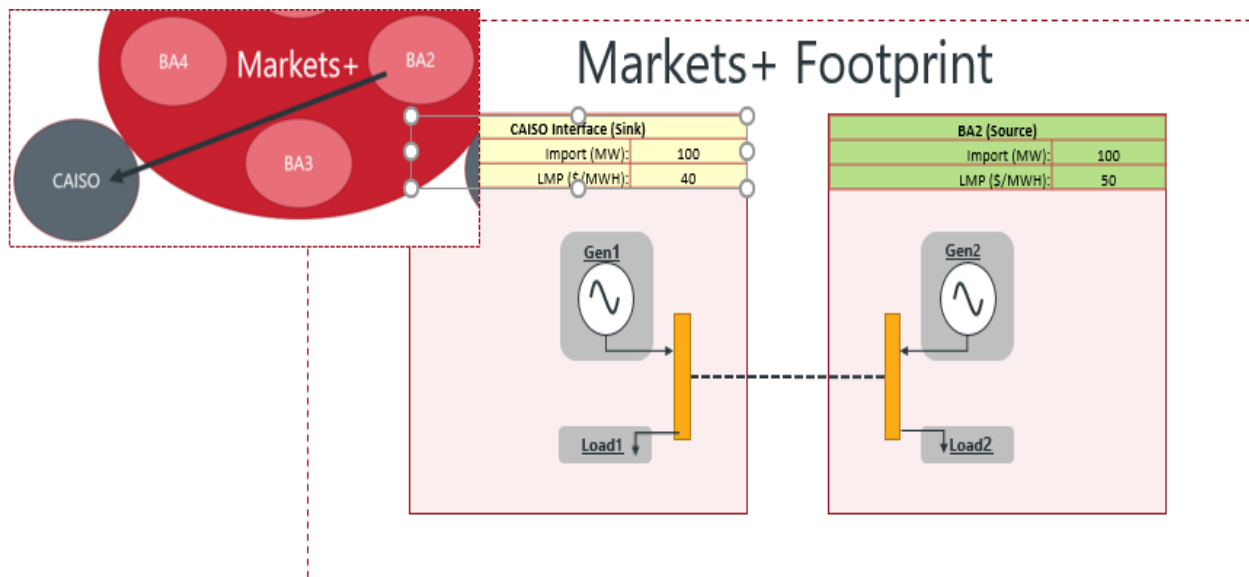 Markets+ Footprint
BA4
Markets+
BA2
BA3
CAISO
CAISO Interface (Sink)
Import (MW): 100
LMP ($/MWH): 40
BA2 (Source)
Import (MW): 100
LMP ($/MWH): 50
Gen1
Load1
Gen2
Load2